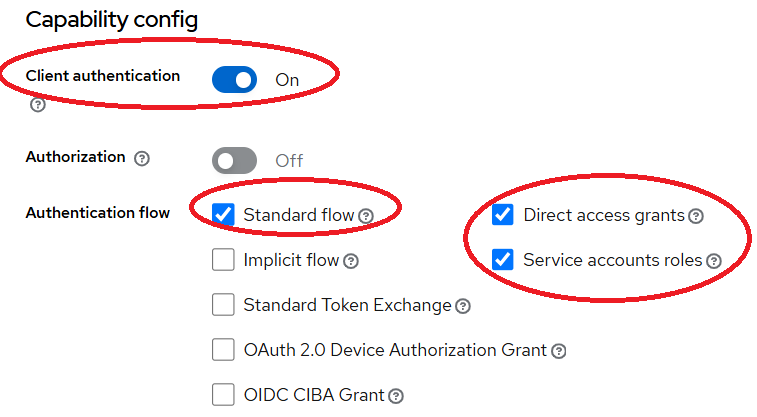 Capability config
Client authentication On
Authorization Off
Authentication flow Standard flow Direct access grants
Implicit flow Service accounts roles
Standard Token Exchange
OAuth 2.0 Device Authorization Grant
OIDC CIBA Grant